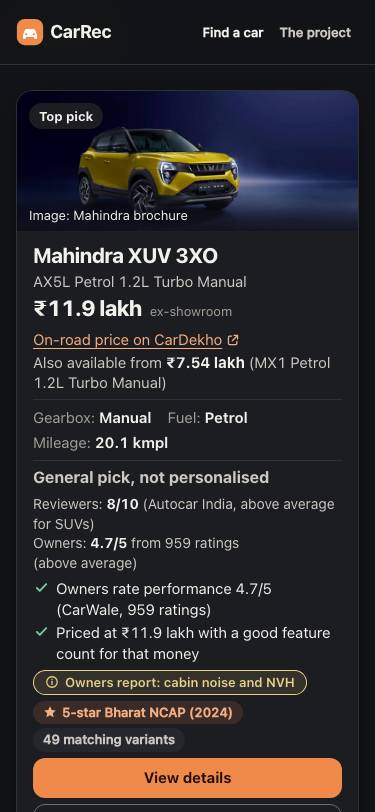 CarRec
Find a car
The project
Top pick
Image: Mahindra brochure
Mahindra XUV 3XO
AX5L Petrol 1.2L Turbo Manual
₹11.9 lakh ex-showroom
On-road price on CarDekho
Also available from ₹7.54 lakh (MX1 Petrol
1.2L Turbo Manual)
Gearbox: Manual Fuel: Petrol
Mileage: 20.1 kmpl
General pick, not personalised
Reviewers: 8/10 (Autocar India, above average
for SUVs)
Owners: 4.7/5 from 959 ratings
(above average)
Owners rate performance 4.7/5
(CarWale, 959 ratings)
Priced at ₹11.9 lakh with a good feature
count for that money
Owners report: cabin noise and NVH
5-star Bharat NCAP (2024)
49 matching variants
View details